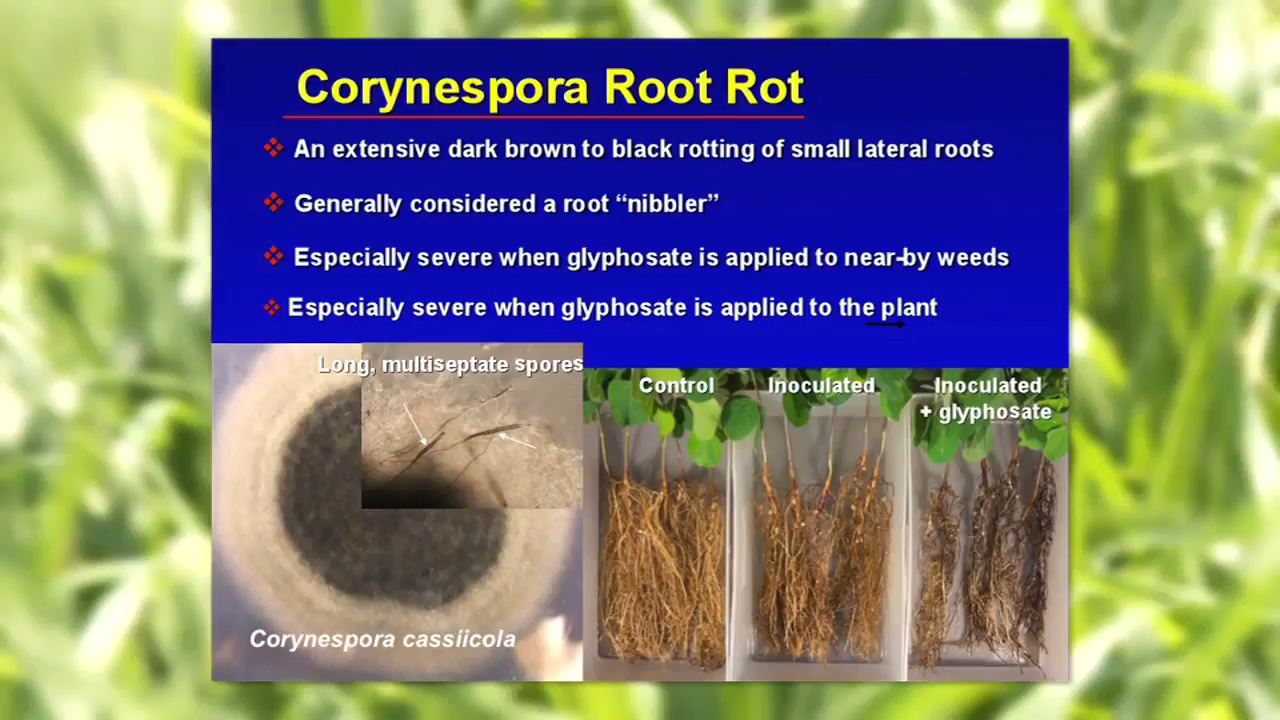 Corynespora Root Rot
An extensive dark brown to black rotting of small lateral roots
Generally considered a root “nibbler”
Especially severe when glyphosate is applied to near-by weeds
Especially severe when glyphosate is applied to the plant
Long, multiseptate spores
Control
Inoculated
Inoculated
+ glyphosate
Corynespora cassiicola